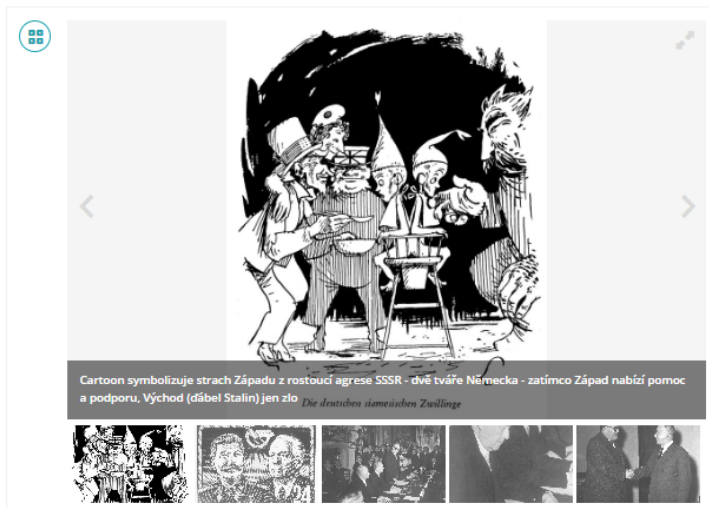 Cartoon symbolizuje strach Západu z rostoucí agrese SSSR - dvě tváře Německa - zatímco Západ nabízí pomoc
a podporu, Východ (ďábel Stalin) jen zlo
Die deutschen siamesischen Zwillinge